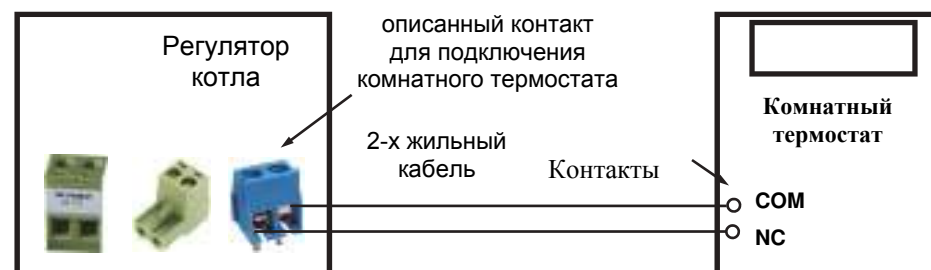 Регулятор
котла
описанный контакт
для подключения
комнатного термостата
2-х жильный
кабель
Контакты
Комнатный
термостат
COM
NC